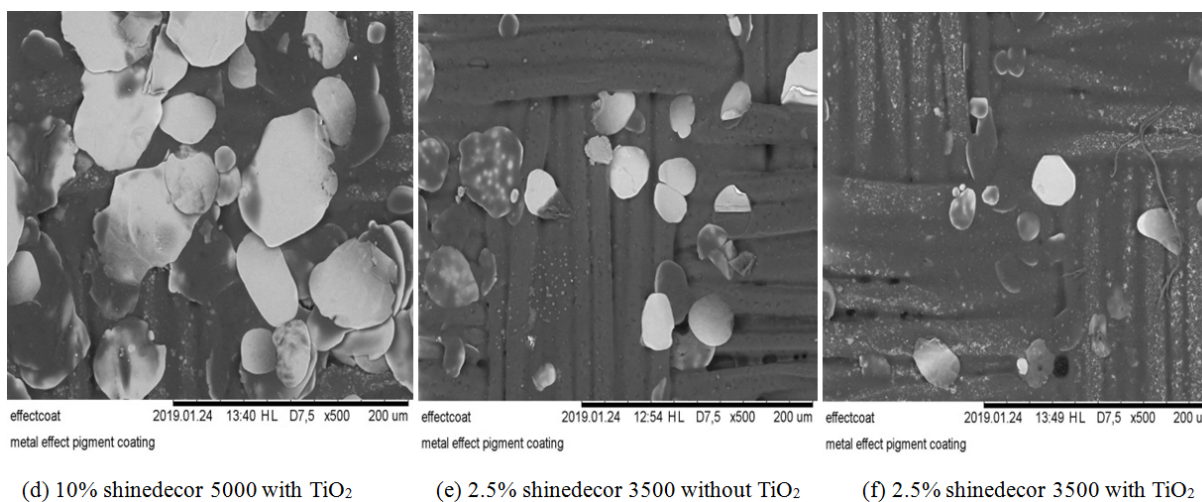 effectcoat 2019.01.24 13:40 HL D7,5 x500 200 um
metal effect pigment coating
effectcoat 2019.01.24 12:54 HL D7,5 x500 200 um
metal effect pigment coating
effectcoat 2019.01.24 13:49 HL D7,5 x500 200 um
metal effect pigment coating
(d) 10% shinedecor 5000 with TiO₂
(e) 2.5% shinedecor 3500 without TiO₂
(f) 2.5% shinedecor 3500 with TiO₂